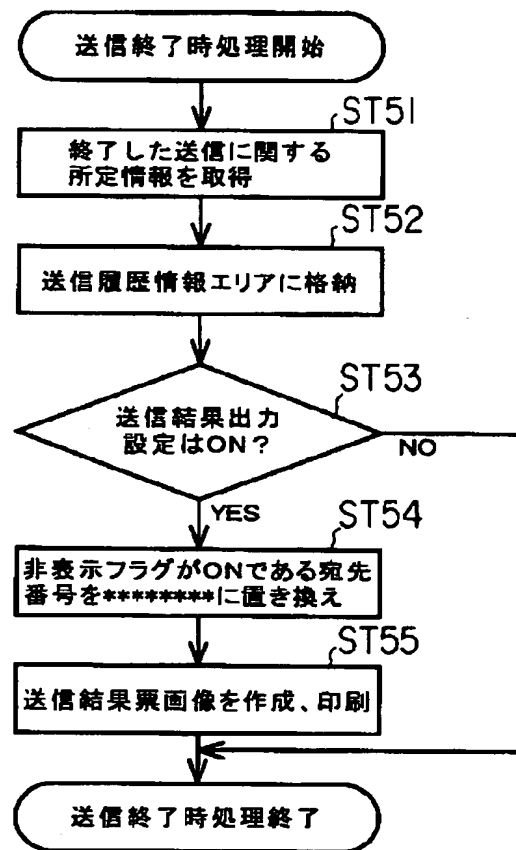 送信終了時処理開始
ST51
終了した送信に関する
所定情報を取得
ST52
送信履歴情報エリアに格納
ST53
送信結果出力
設定はON?
NO
YES
ST54
非表示フラグがONである宛先
番号を********に置き換え
ST55
送信結果票画像を作成、印刷
送信終了時処理終了